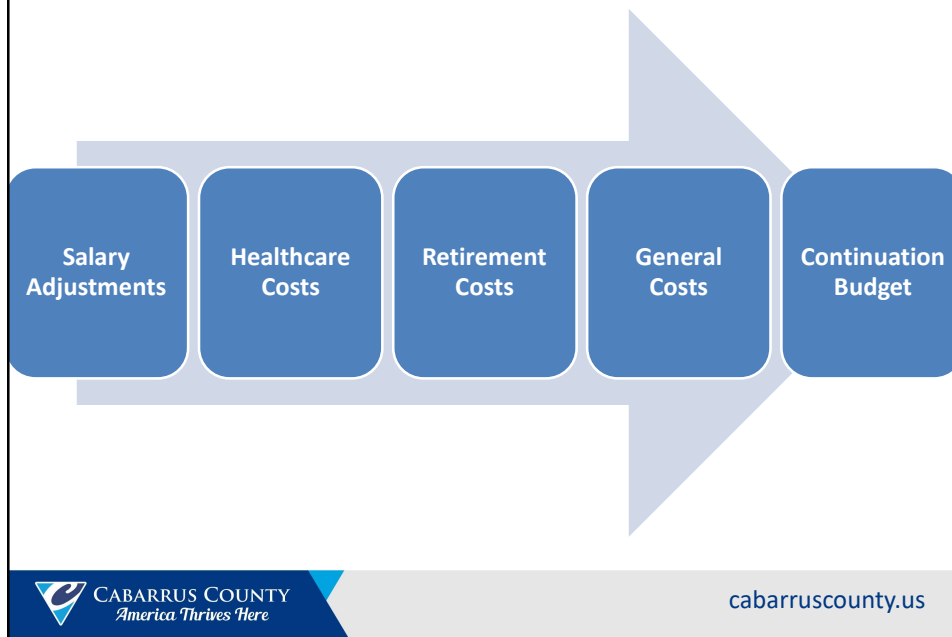 Salary
Adjustments
Healthcare
Costs
Retirement
Costs
General
Costs
Continuation
Budget
CABARRUS COUNTY
America Thrives Here
cabarruscounty.us